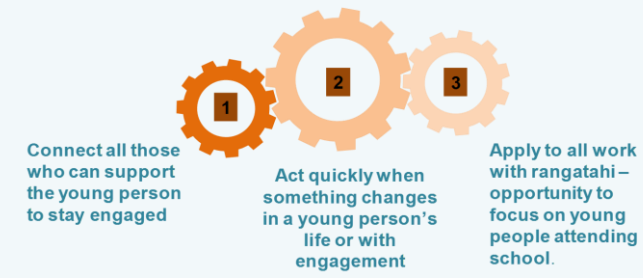 1
2
3
Connect all those
who can support
the young person
to stay engaged
Act quickly when
something changes
in a young person's
life or with
engagement
Apply to all work
with rangatahi –
opportunity to
focus on young
people attending
school.